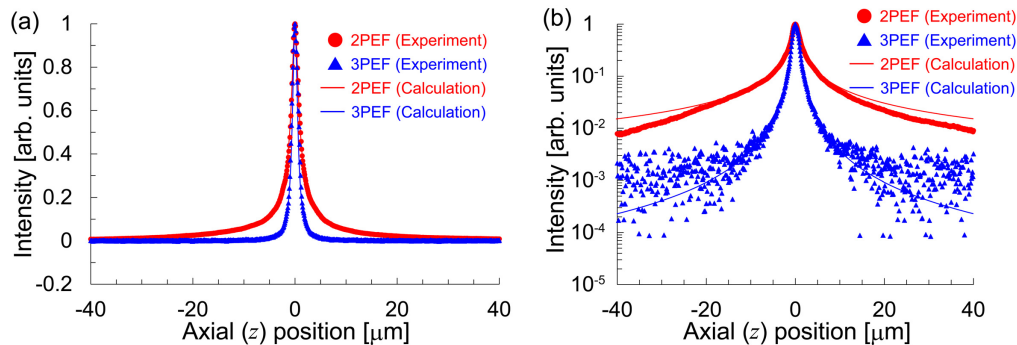 (a)
1
0.8
0.6
0.4
0.2
0
-0.2
Intensity [arb. units]
2PEF (Experiment)
3PEF (Experiment)
2PEF (Calculation)
3PEF (Calculation)
-40 -20 0 20 40
Axial (z) position [μm]
(b)
1
10⁻¹
10⁻²
10⁻³
10⁻⁴
10⁻⁵
Intensity [arb. units]
2PEF (Experiment)
3PEF (Experiment)
2PEF (Calculation)
3PEF (Calculation)
-40 -20 0 20 40
Axial (z) position [μm]